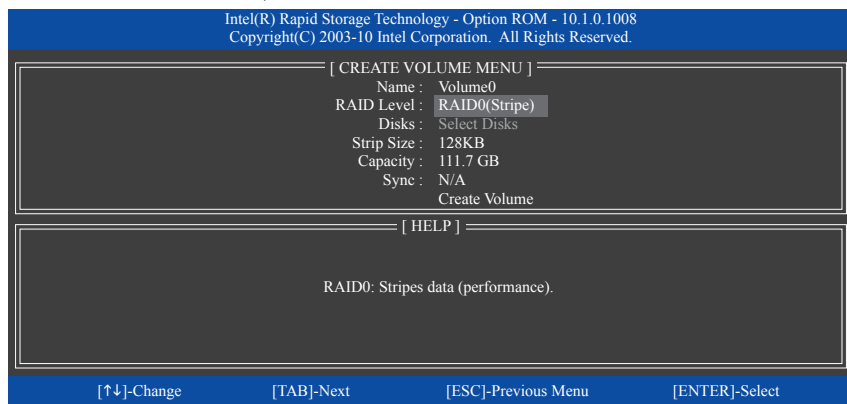 Intel(R) Rapid Storage Technology - Option ROM - 10.1.0.1008
Copyright(C) 2003-10 Intel Corporation. All Rights Reserved.
[ CREATE VOLUME MENU ]
Name : Volume0
RAID Level : RAID0(Stripe)
Disks : Select Disks
Strip Size : 128KB
Capacity : 111.7 GB
Sync : N/A
Create Volume
[ HELP ]
RAID0: Stripes data (performance).
[↑↓]-Change [TAB]-Next [ESC]-Previous Menu [ENTER]-Select